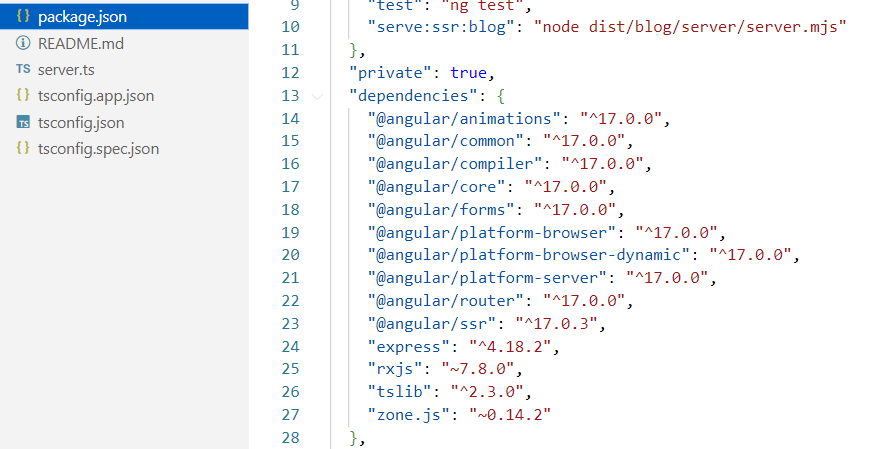 {} package.json
README.md
TS server.ts
{} tsconfig.app.json
TS tsconfig.json
{} tsconfig.spec.json
9 "test": "ng test",
10 "serve:ssr:blog": "node dist/blog/server/server.mjs"
11 },
12 "private": true,
13 "dependencies": {
14 "@angular/animations": "^17.0.0",
15 "@angular/common": "^17.0.0",
16 "@angular/compiler": "^17.0.0",
17 "@angular/core": "^17.0.0",
18 "@angular/forms": "^17.0.0",
19 "@angular/platform-browser": "^17.0.0",
20 "@angular/platform-browser-dynamic": "^17.0.0",
21 "@angular/platform-server": "^17.0.0",
22 "@angular/router": "^17.0.0",
23 "@angular/ssr": "^17.0.3",
24 "express": "^4.18.2",
25 "rxjs": "~7.8.0",
26 "tslib": "^2.3.0",
27 "zone.js": "~0.14.2"
28 },